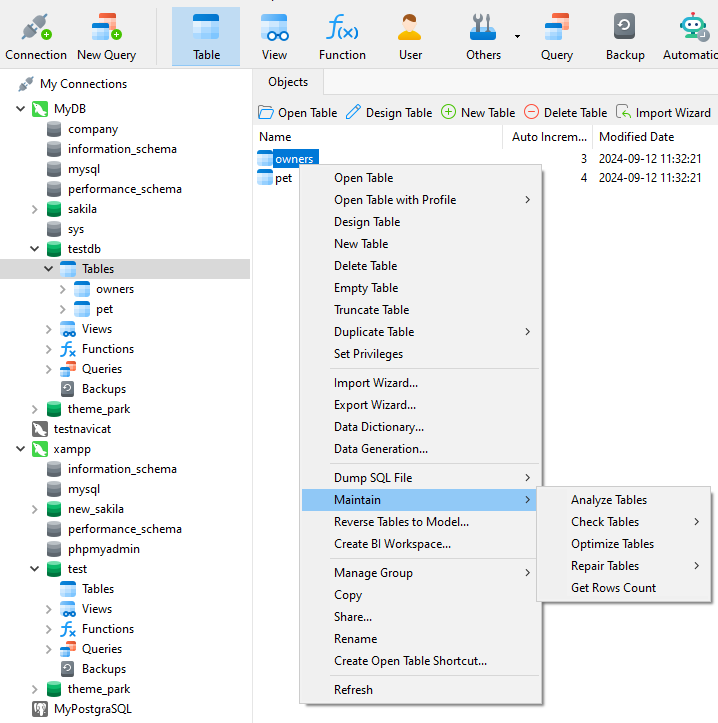 Connection New Query Table View Function User Others Query Backup Automatic
My Connections
MyDB
company
information_schema
mysql
performance_schema
sakila
sys
testdb
Tables
owners
pet
Views
Functions
Queries
Backups
theme_park
testnavicat
xampp
information_schema
mysql
new_sakila
performance_schema
phpmyadmin
test
Tables
Views
Functions
Queries
Backups
theme_park
MyPostgraSQL
Objects
Open Table Design Table New Table Delete Table Import Wizard
Name Auto Increm... Modified Date
owners 3 2024-09-12 11:32:21
pet 4 2024-09-12 11:32:21
Open Table
Open Table with Profile
Design Table
New Table
Delete Table
Empty Table
Truncate Table
Duplicate Table
Set Privileges
Import Wizard...
Export Wizard...
Data Dictionary...
Data Generation...
Dump SQL File
Maintain
Reverse Tables to Model...
Create BI Workspace...
Manage Group
Copy
Share...
Rename
Create Open Table Shortcut...
Refresh
Analyze Tables
Check Tables
Optimize Tables
Repair Tables
Get Rows Count